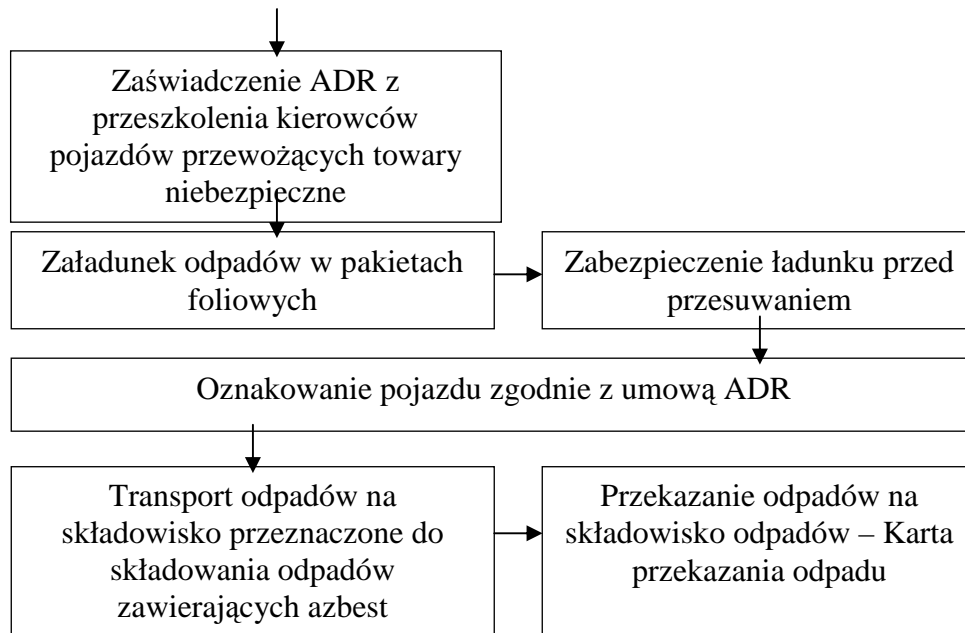 Zaświadczenie ADR z
przeszkolenia kierowców
pojazdów przewożących towary
niebezpieczne
Załadunek odpadów w pakietach
foliowych
Zabezpieczenie ładunku przed
przesuwaniem
Oznakowanie pojazdu zgodnie z umową ADR
Transport odpadów na
składowisko przeznaczone do
składowania odpadów
zawierających azbest
Przekazanie odpadów na
składowisko odpadów – Karta
przekazania odpadu